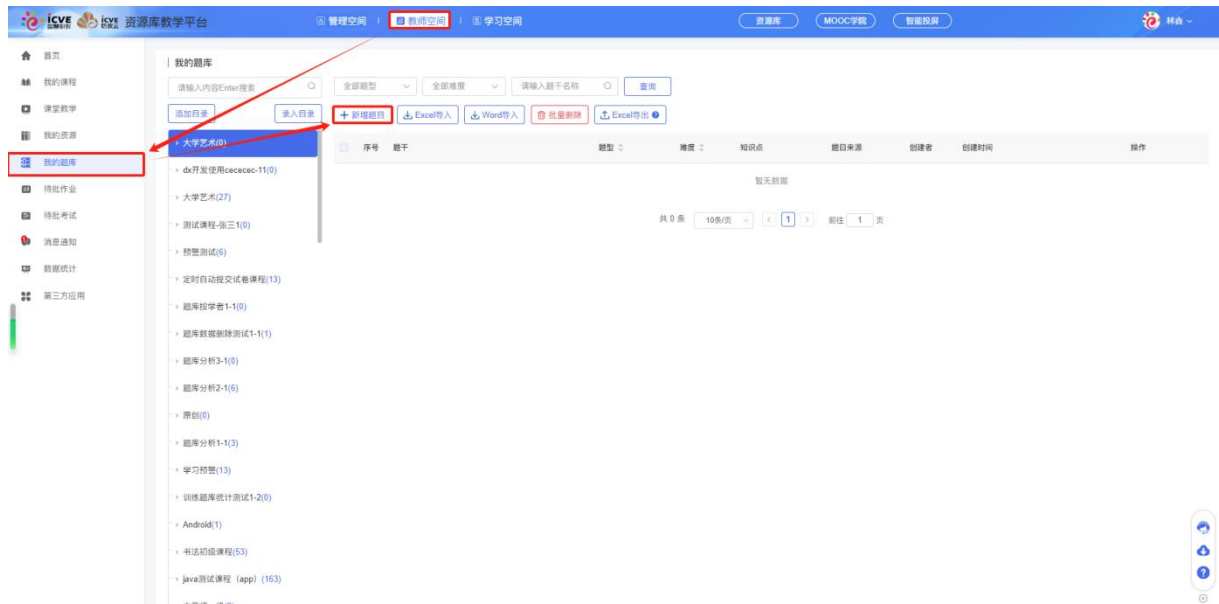 icve 智慧职教 icve 职教云 资源库教学平台 管理空间 教师空间 学习空间 资源库 MOOC学院 智能投屏
首页
我的课程
课堂教学
我的资源
我的题库
待批作业
待批考试
消息通知
数据统计
第三方应用
我的题库
请输入内容Enter搜索 全部题型 全部难度 请输入题干名称 查询
添加目录 录入目录 新增题目 Excel导入 Word导入 批量删除 Excel导出
大学艺术(0)
dx开发使用cececec-11(0)
大学艺术(27)
测试课程-张三1(0)
预警测试(6)
定时自动提交试卷课程(13)
题库按学者1-1(0)
题库数据删除测试1-1(1)
题库分析3-1(0)
题库分析2-1(6)
原创(0)
题库分析1-1(3)
学习预警(13)
训练题库统计测试1-2(0)
Android(1)
书法初级课程(53)
java测试课程（app）(163)
序号 题干 题型 难度 知识点 题目来源 创建者 创建时间 操作
暂无数据
共 0 条 10条/页 1 前往 1 页